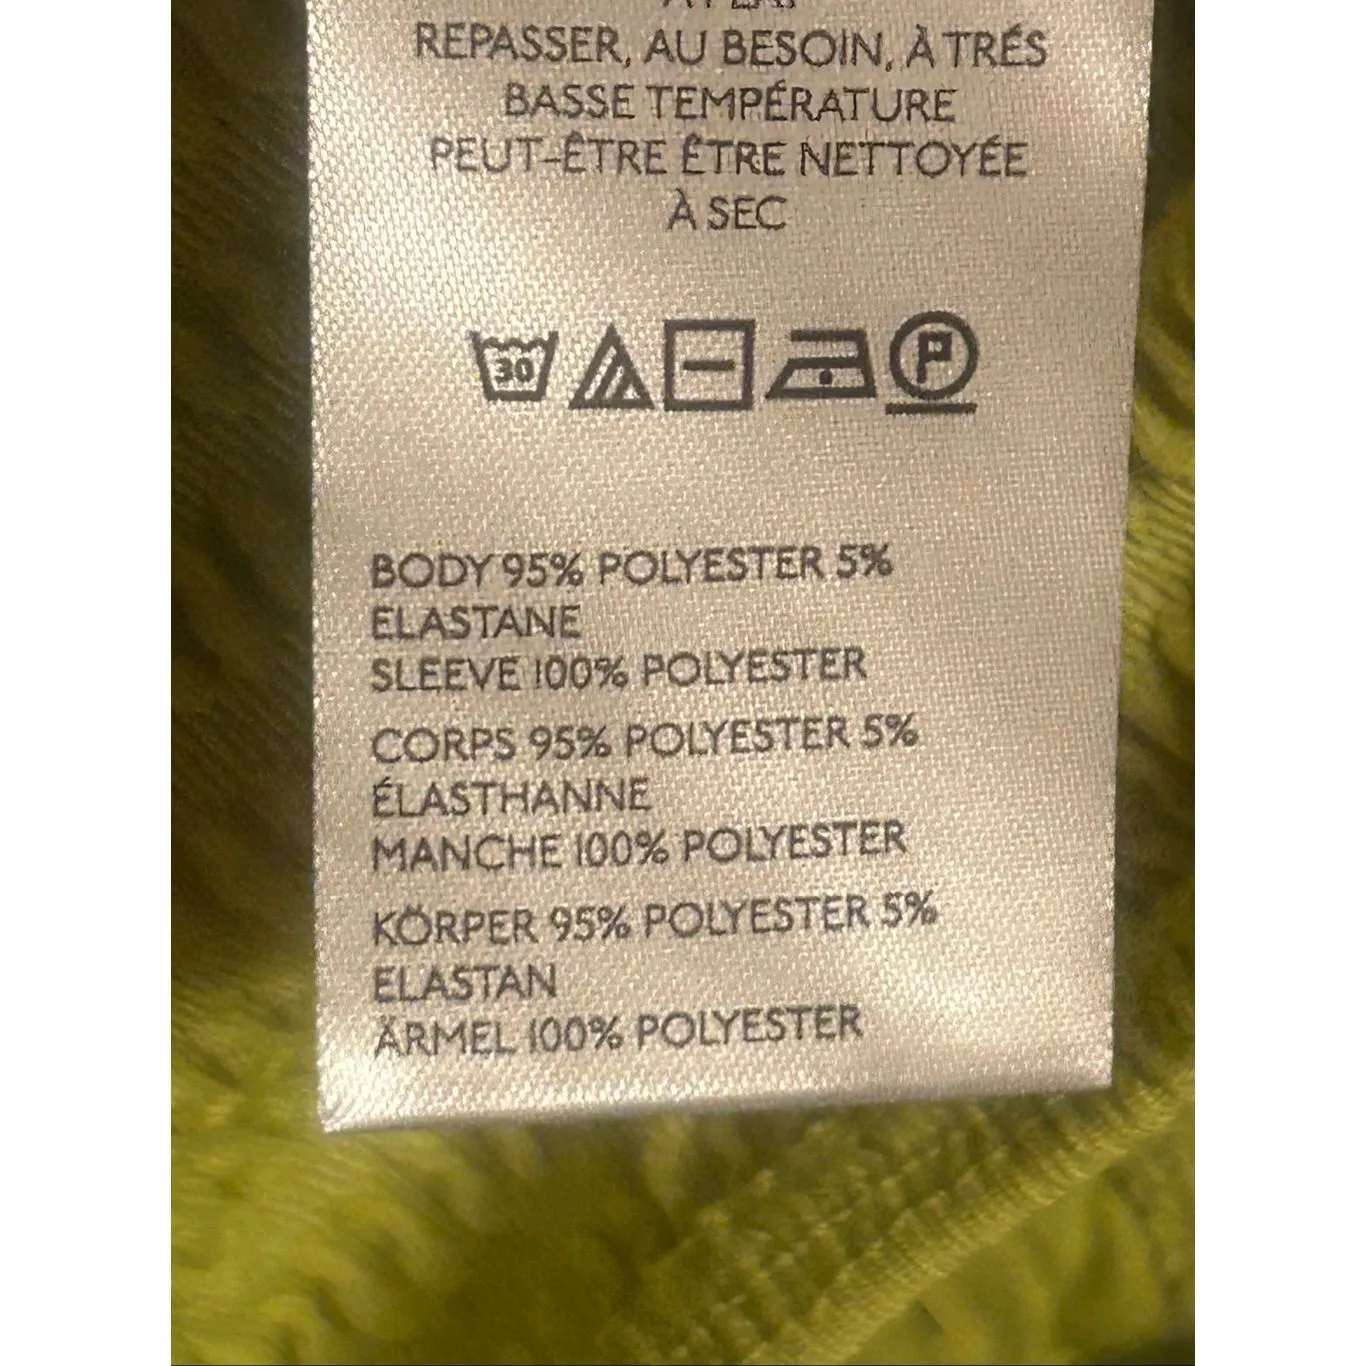 REPASSER, AU BESOIN, À TRÉS
BASSE TEMPÉRATURE
PEUT-ÊTRE ÊTRE NETTOYÉE
À SEC
30 P
BODY 95% POLYESTER 5%
ELASTANE
SLEEVE 100% POLYESTER
CORPS 95% POLYESTER 5%
ÉLASTHANNE
MANCHE 100% POLYESTER
KÖRPER 95% POLYESTER 5%
ELASTAN
ÄRMEL 100% POLYESTER